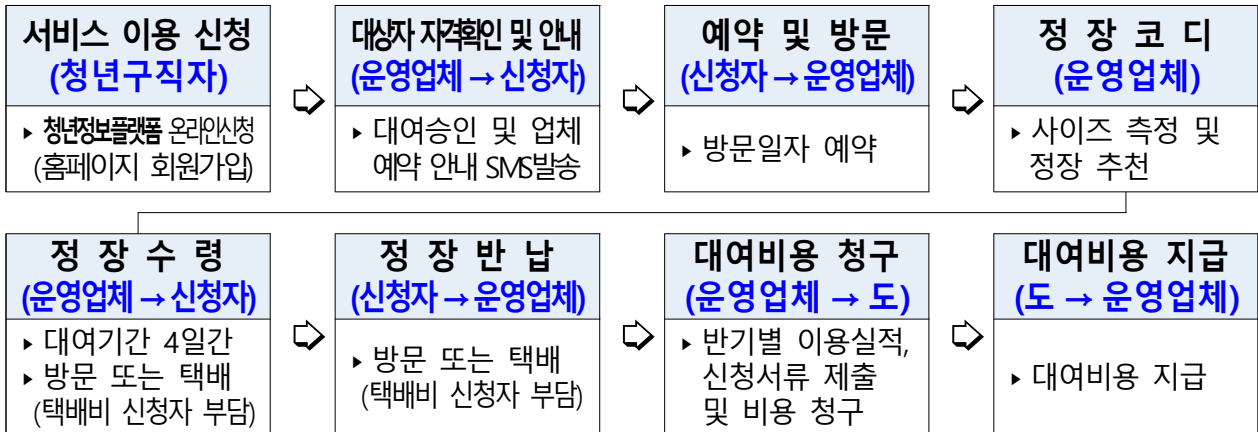 서비스 이용 신청
(청년구직자)
▸ 청년정보플랫폼 온라인신청
(홈페이지 회원가입)
⇨
대상자 자격확인 및 안내
(운영업체 → 신청자)
▸ 대여승인 및 업체
예약 안내 SMS발송
⇨
예약 및 방문
(신청자 → 운영업체)
▸ 방문일자 예약
⇨
정 장 코 디
(운영업체)
▸ 사이즈 측정 및
정장 추천
정 장 수 령
(운영업체 → 신청자)
▸ 대여기간 4일간
▸ 방문 또는 택배
(택배비 신청자 부담)
⇨
정 장 반 납
(신청자 → 운영업체)
▸ 방문 또는 택배
(택배비 신청자 부담)
⇨
대여비용 청구
(운영업체 → 도)
▸ 반기별 이용실적,
신청서류 제출
및 비용 청구
⇨
대여비용 지급
(도 → 운영업체)
▸ 대여비용 지급